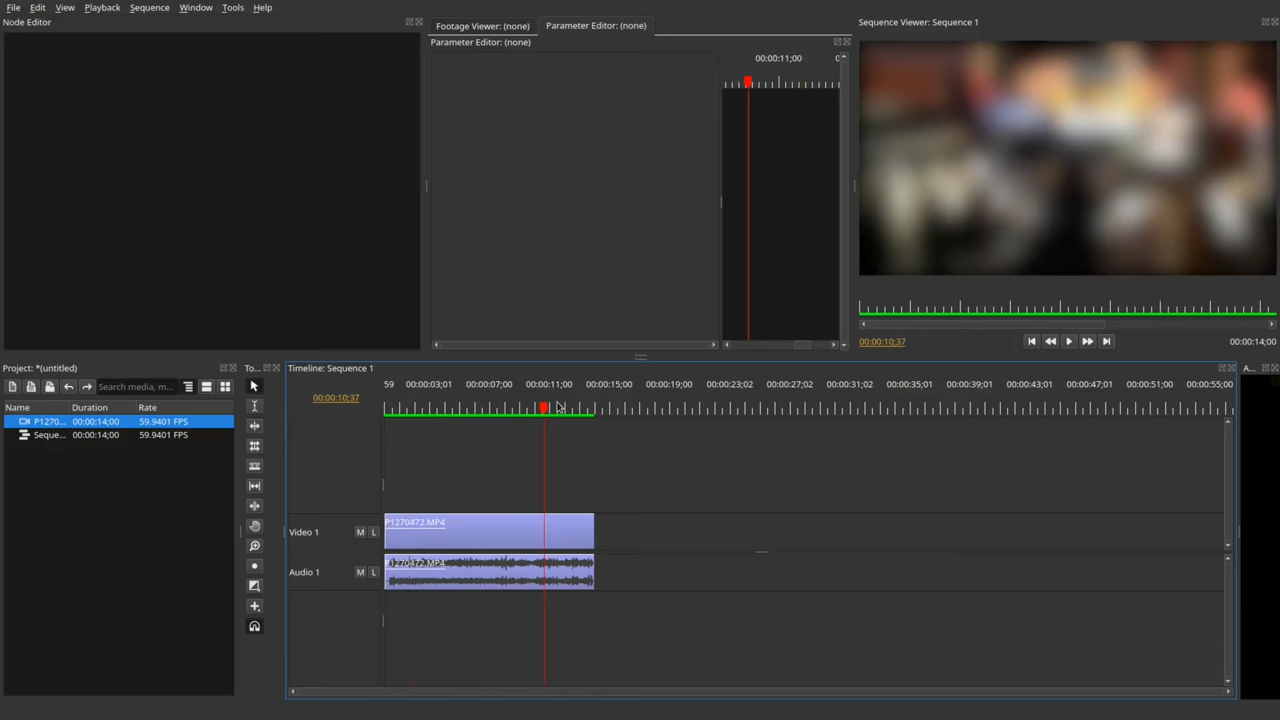 File Edit View Playback Sequence Window Tools Help
Node Editor
Footage Viewer: (none) Parameter Editor: (none)
Parameter Editor: (none)
00:00:11;00
Sequence Viewer: Sequence 1
00:00:10;37
00:00:14;00
Project: *(untitled)
Search media, m...
Name Duration Rate
P1270... 00:00:14;00 59.9401 FPS
Seque... 00:00:14;00 59.9401 FPS
To...
Timeline: Sequence 1
A...
00:00:10;37
59 00:00:03;01 00:00:07;00 00:00:11;00 00:00:15;00 00:00:19;00 00:00:23;02 00:00:27;02 00:00:31;02 00:00:35;01 00:00:39;01 00:00:43;01 00:00:47;01 00:00:51;00 00:00:55;00
Video 1 M L
P1270472.MP4
Audio 1 M L
P1270472.MP4